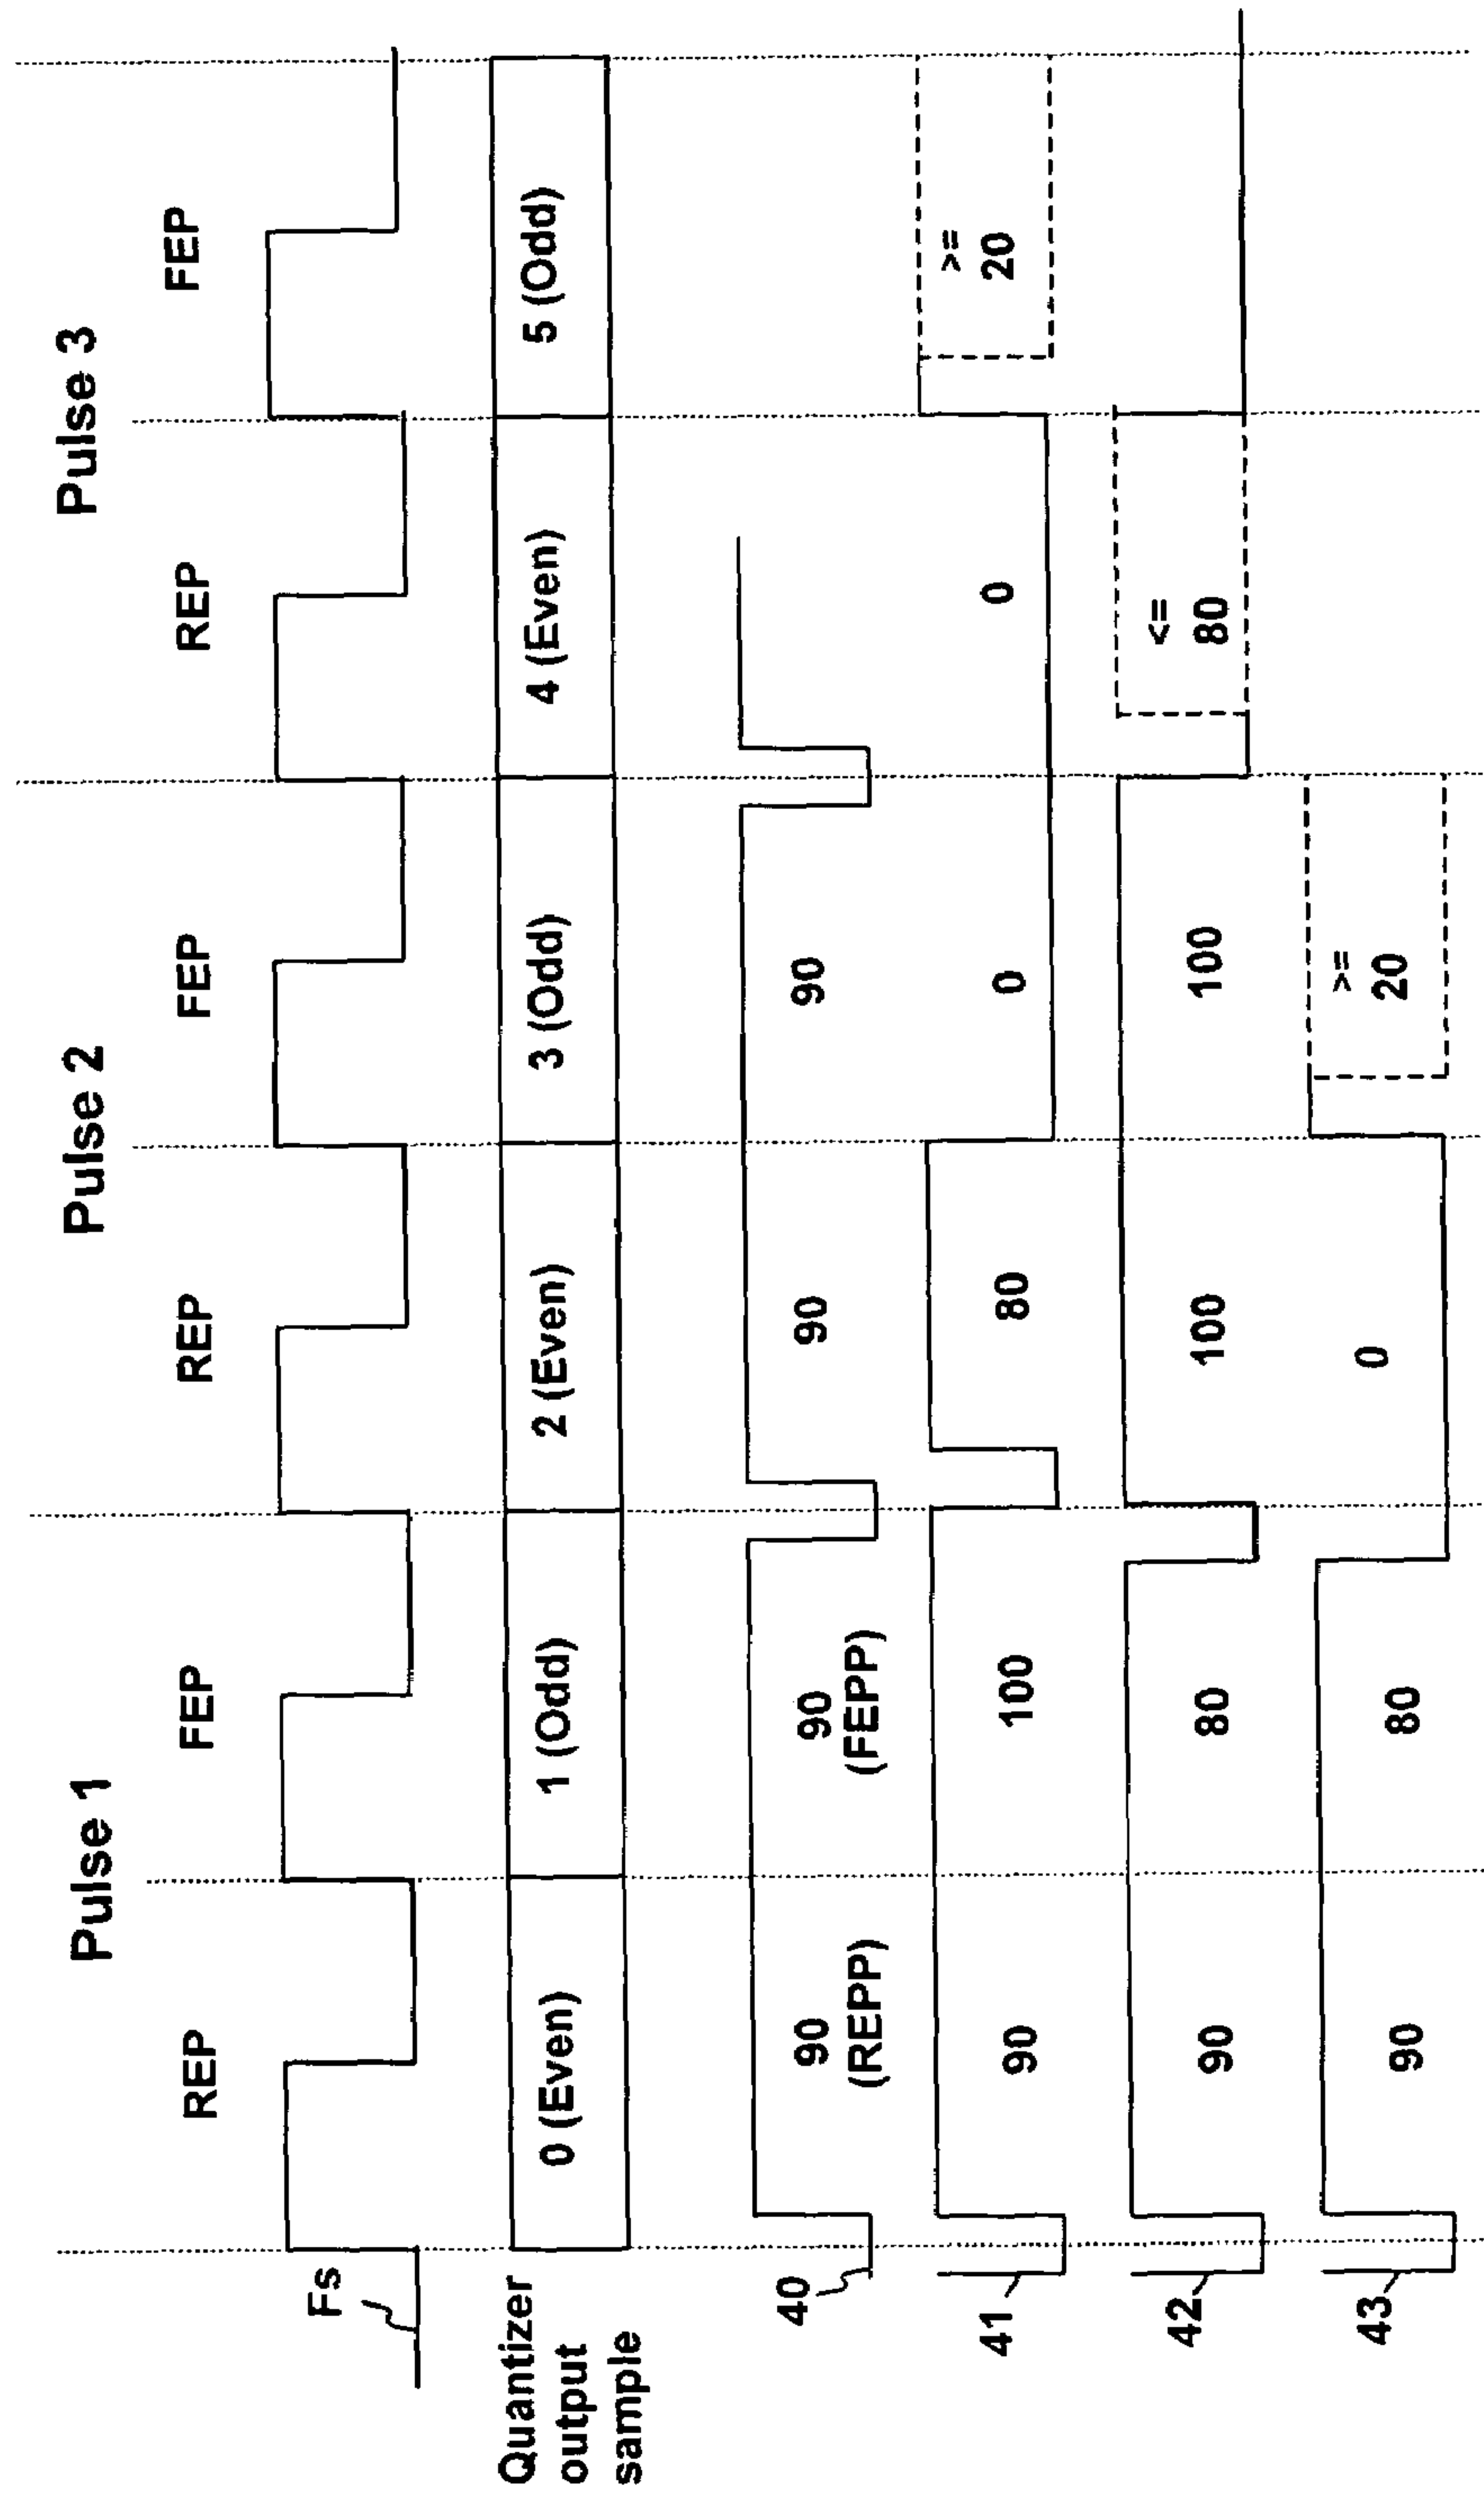 Pulse 1 Pulse 2 Pulse 3
REP FEP REP FEP REP FEP
Fs
Quantizer
output
sample
0 (Even) 1 (Odd) 2 (Even) 3 (Odd) 4 (Even) 5 (Odd)
40
90
(REPP)
90
(FEPP)
90 90
41
90 100 80 0 0
>=
20
42
90 80 100 100
<=
80
43
90 80 0
>=
20